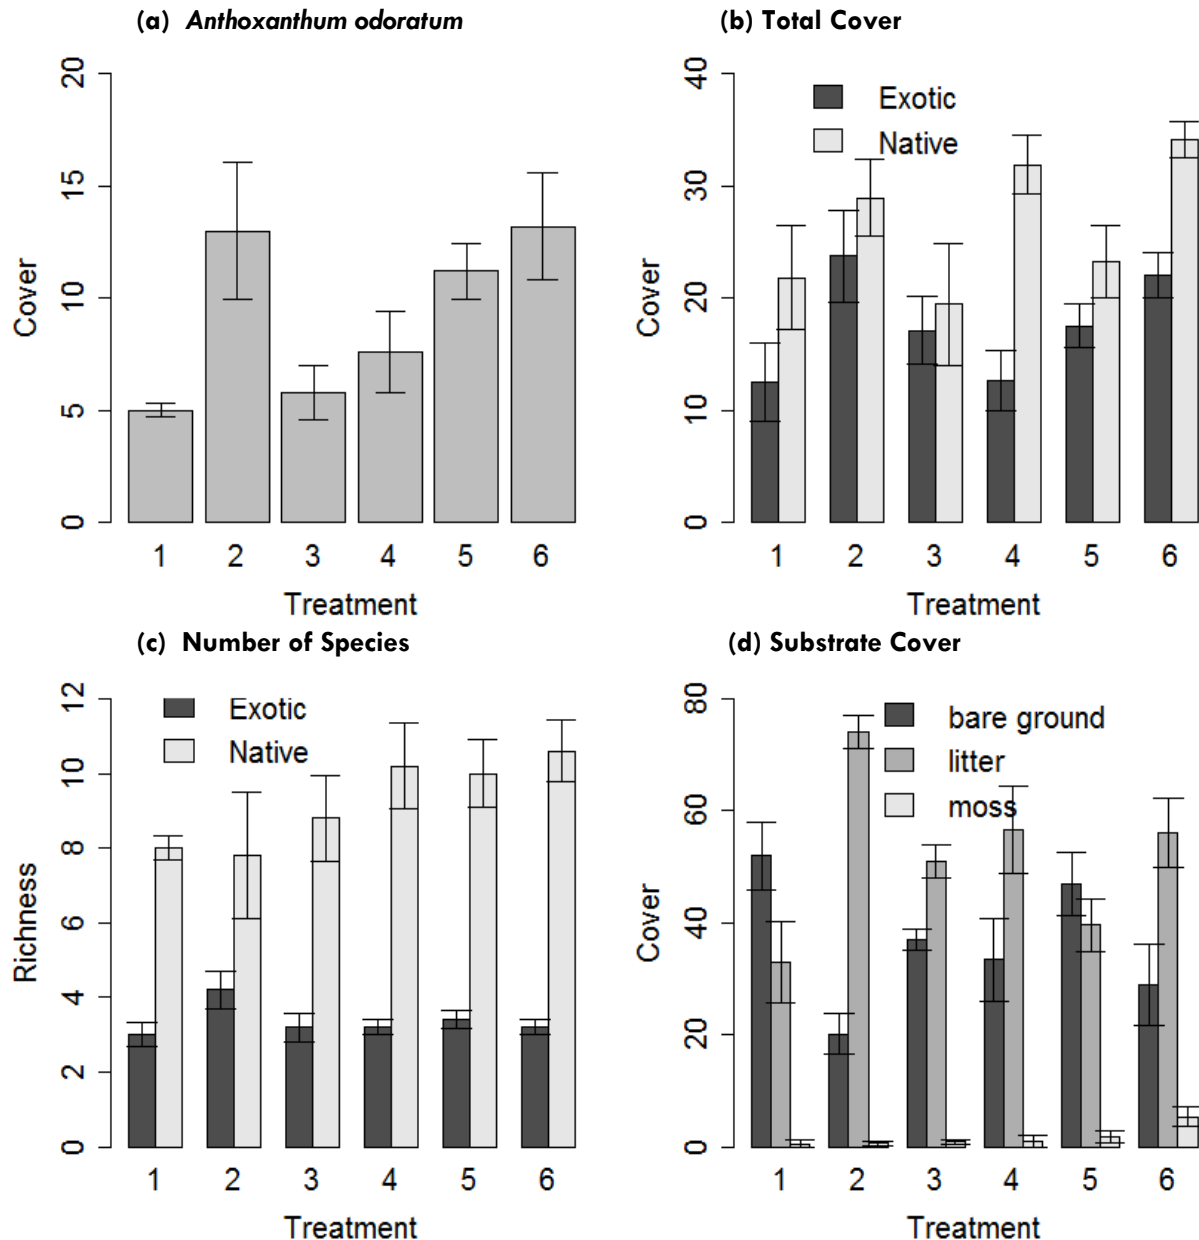 (a) Anthoxanthum odoratum
20
15
10
5
0
Cover
1 2 3 4 5 6
Treatment
(b) Total Cover
40
30
20
10
0
Cover
Exotic
Native
1 2 3 4 5 6
Treatment
(c) Number of Species
12
10
8
6
4
2
0
Richness
Exotic
Native
1 2 3 4 5 6
Treatment
(d) Substrate Cover
80
60
40
20
0
Cover
bare ground
litter
moss
1 2 3 4 5 6
Treatment